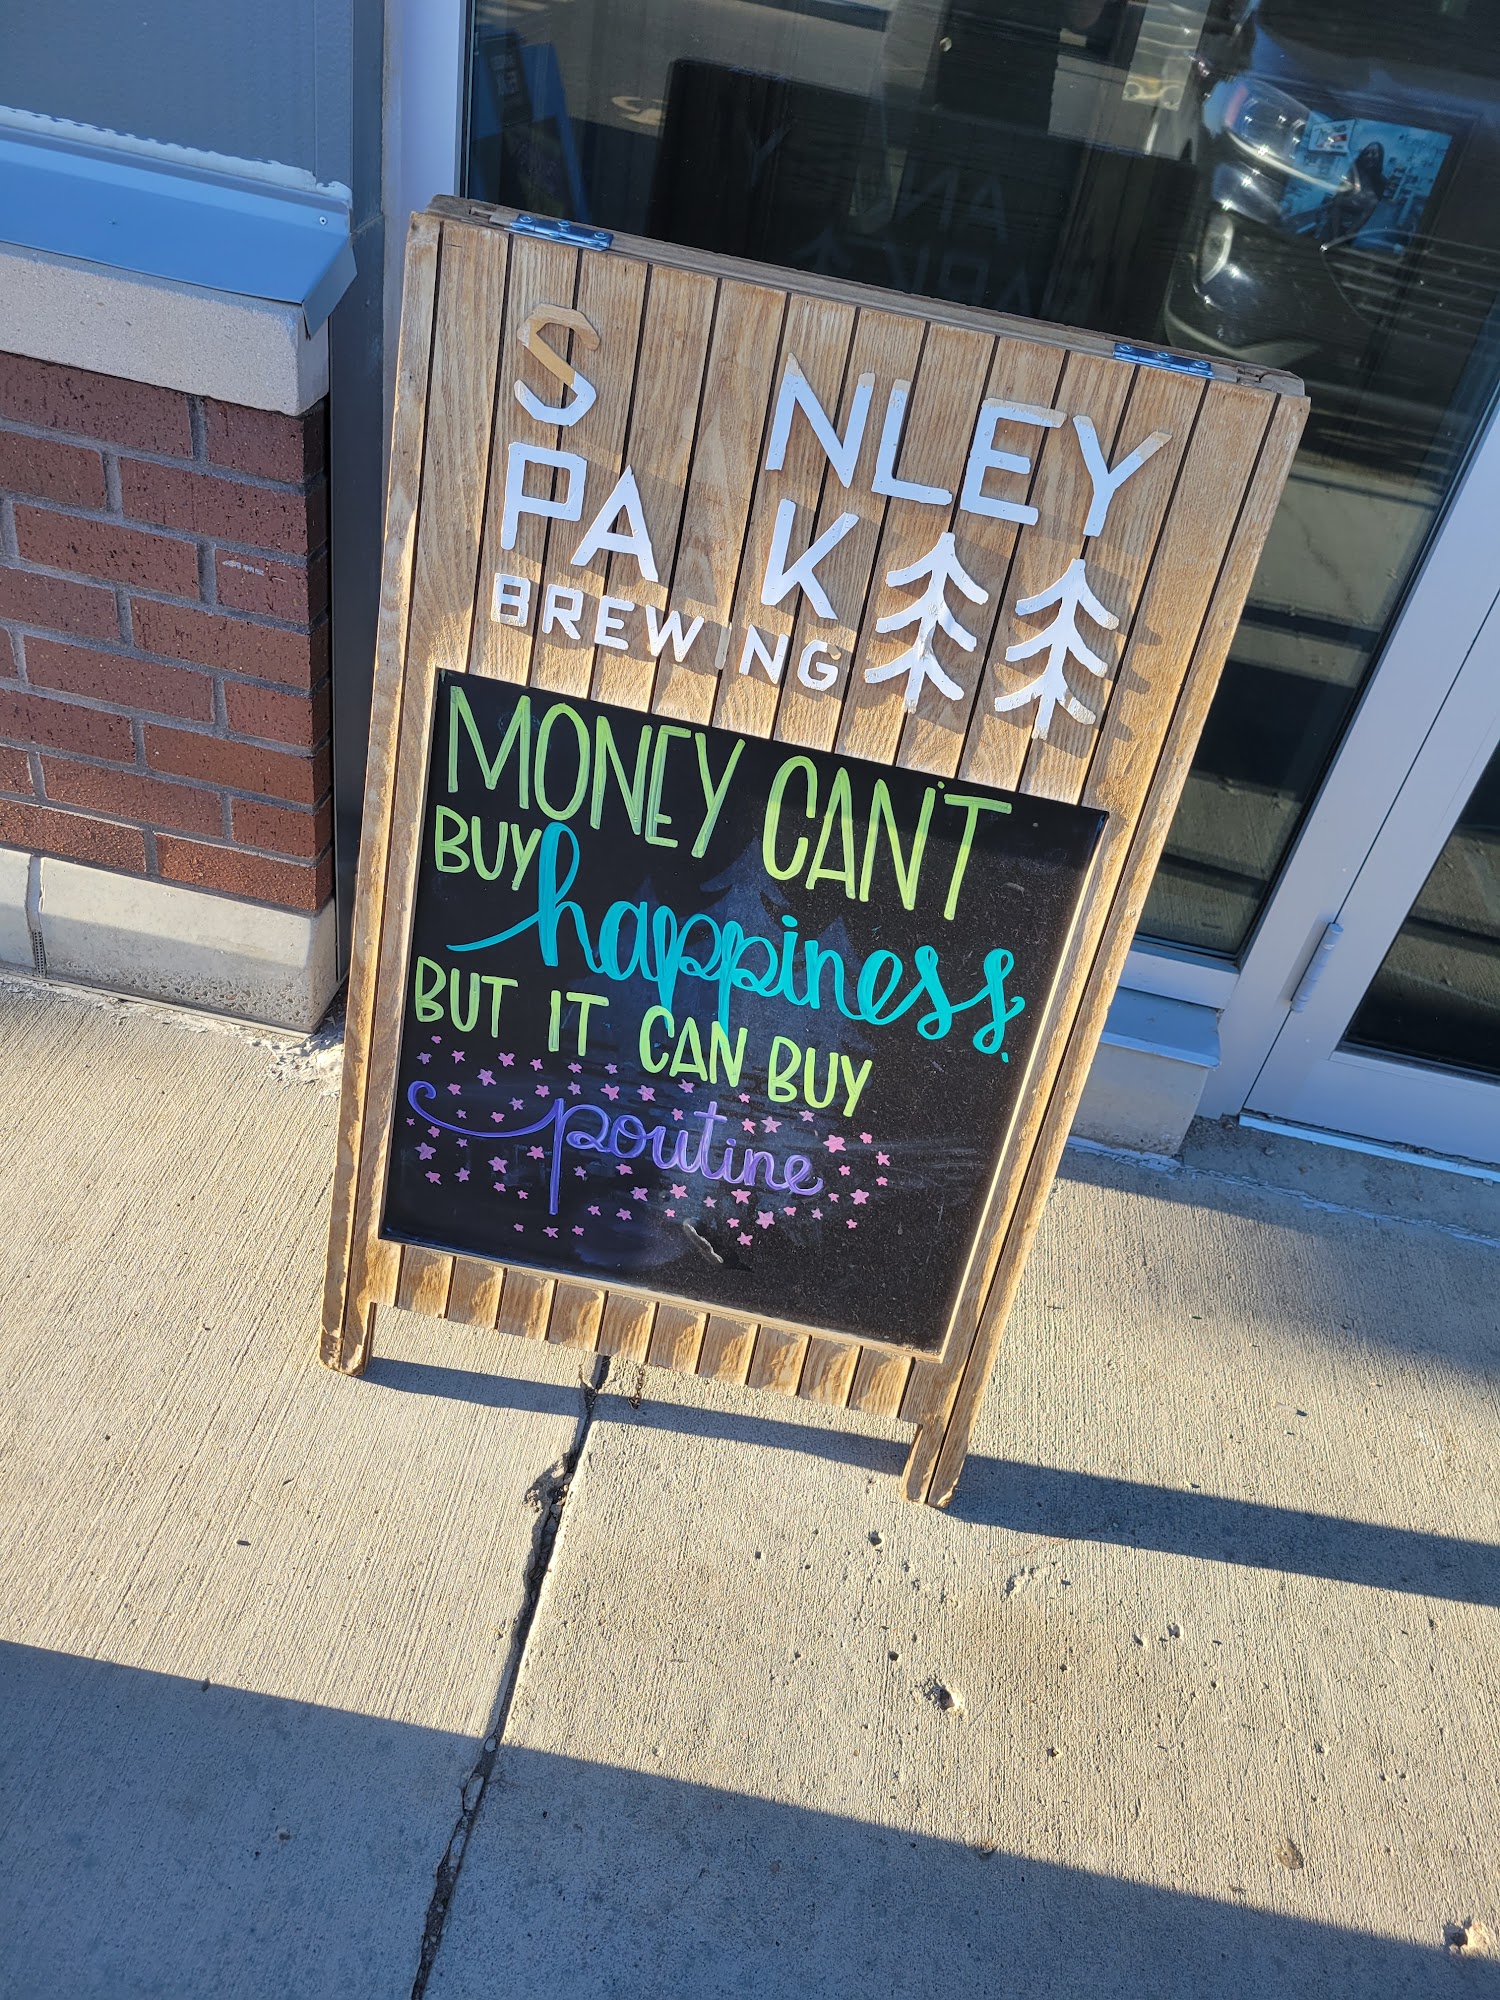 S NLEY
PA K
BREWING
MONEY CAN'T
BUY happiness.
BUT IT CAN BUY
poutine